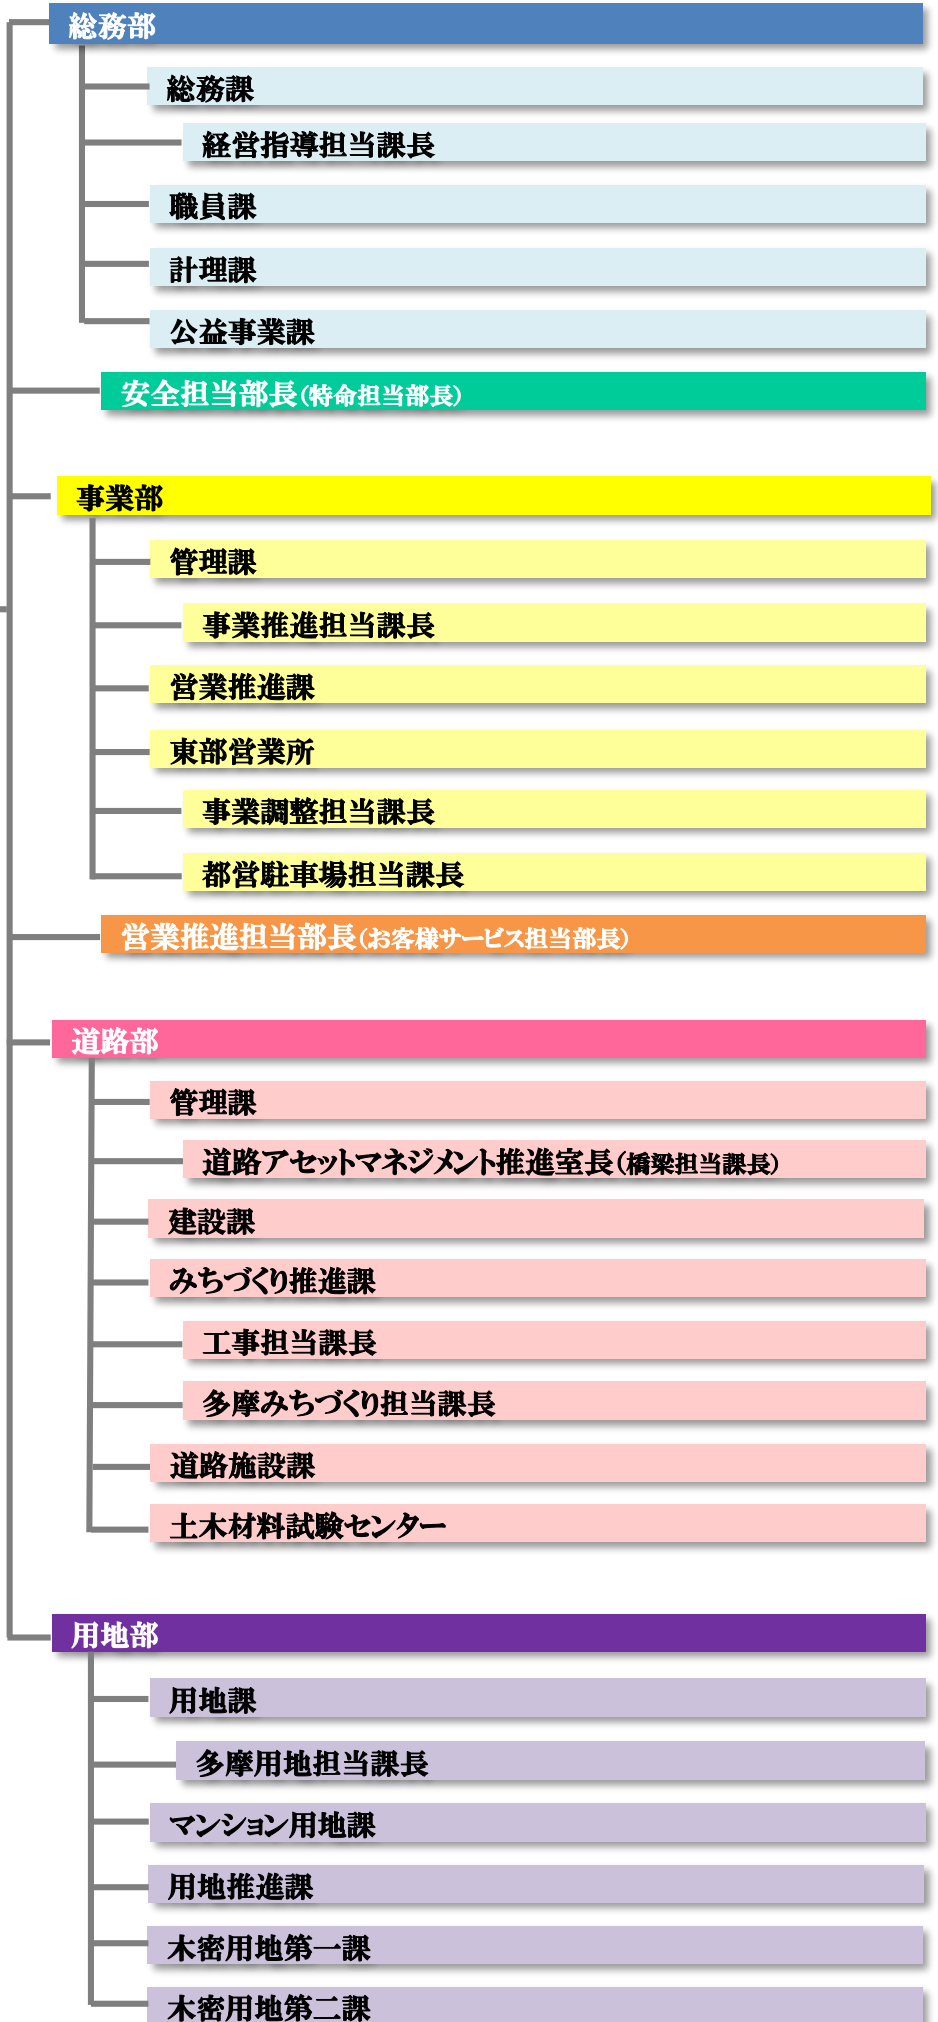 総務部
総務課
経営指導担当課長
職員課
計理課
公益事業課
安全担当部長（特命担当部長）
事業部
管理課
事業推進担当課長
営業推進課
東部営業所
事業調整担当課長
都営駐車場担当課長
営業推進担当部長（お客様サービス担当部長）
道路部
管理課
道路アセットマネジメント推進室長（橋梁担当課長）
建設課
みちづくり推進課
工事担当課長
多摩みちづくり担当課長
道路施設課
土木材料試験センター
用地部
用地課
多摩用地担当課長
マンション用地課
用地推進課
木密用地第一課
木密用地第二課